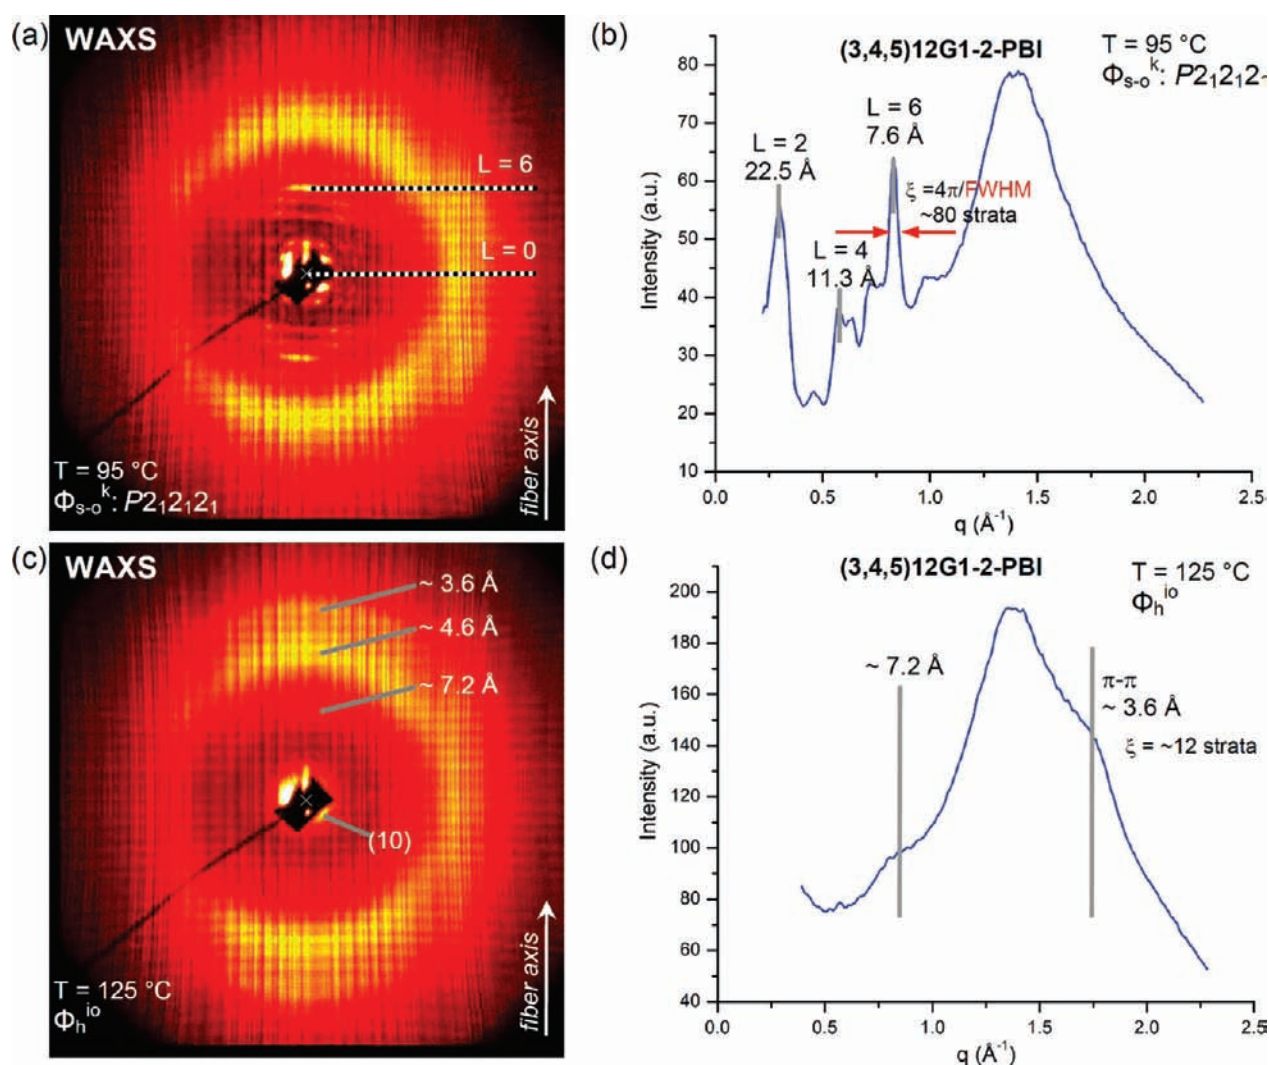 (a)
WAXS
L = 6
L = 0
T = 95 °C
Φs-o^k: P2₁2₁2₁
fiber axis
(b)
(3,4,5)12G1-2-PBI
T = 95 °C
Φs-o^k: P2₁2₁2₁
L = 2
22.5 Å
L = 6
7.6 Å
ξ =4π/FWHM
~80 strata
L = 4
11.3 Å
Intensity (a.u.)
80
70
60
50
40
30
20
10
0.0 0.5 1.0 1.5 2.0 2.5
q (Å⁻¹)
(c)
WAXS
~ 3.6 Å
~ 4.6 Å
~ 7.2 Å
(10)
T = 125 °C
Φh^io
fiber axis
(d)
(3,4,5)12G1-2-PBI
T = 125 °C
Φh^io
~ 7.2 Å
π-π
~ 3.6 Å
ξ = ~12 strata
Intensity (a.u.)
200
180
160
140
120
100
80
60
40
0.0 0.5 1.0 1.5 2.0 2.5
q (Å⁻¹)